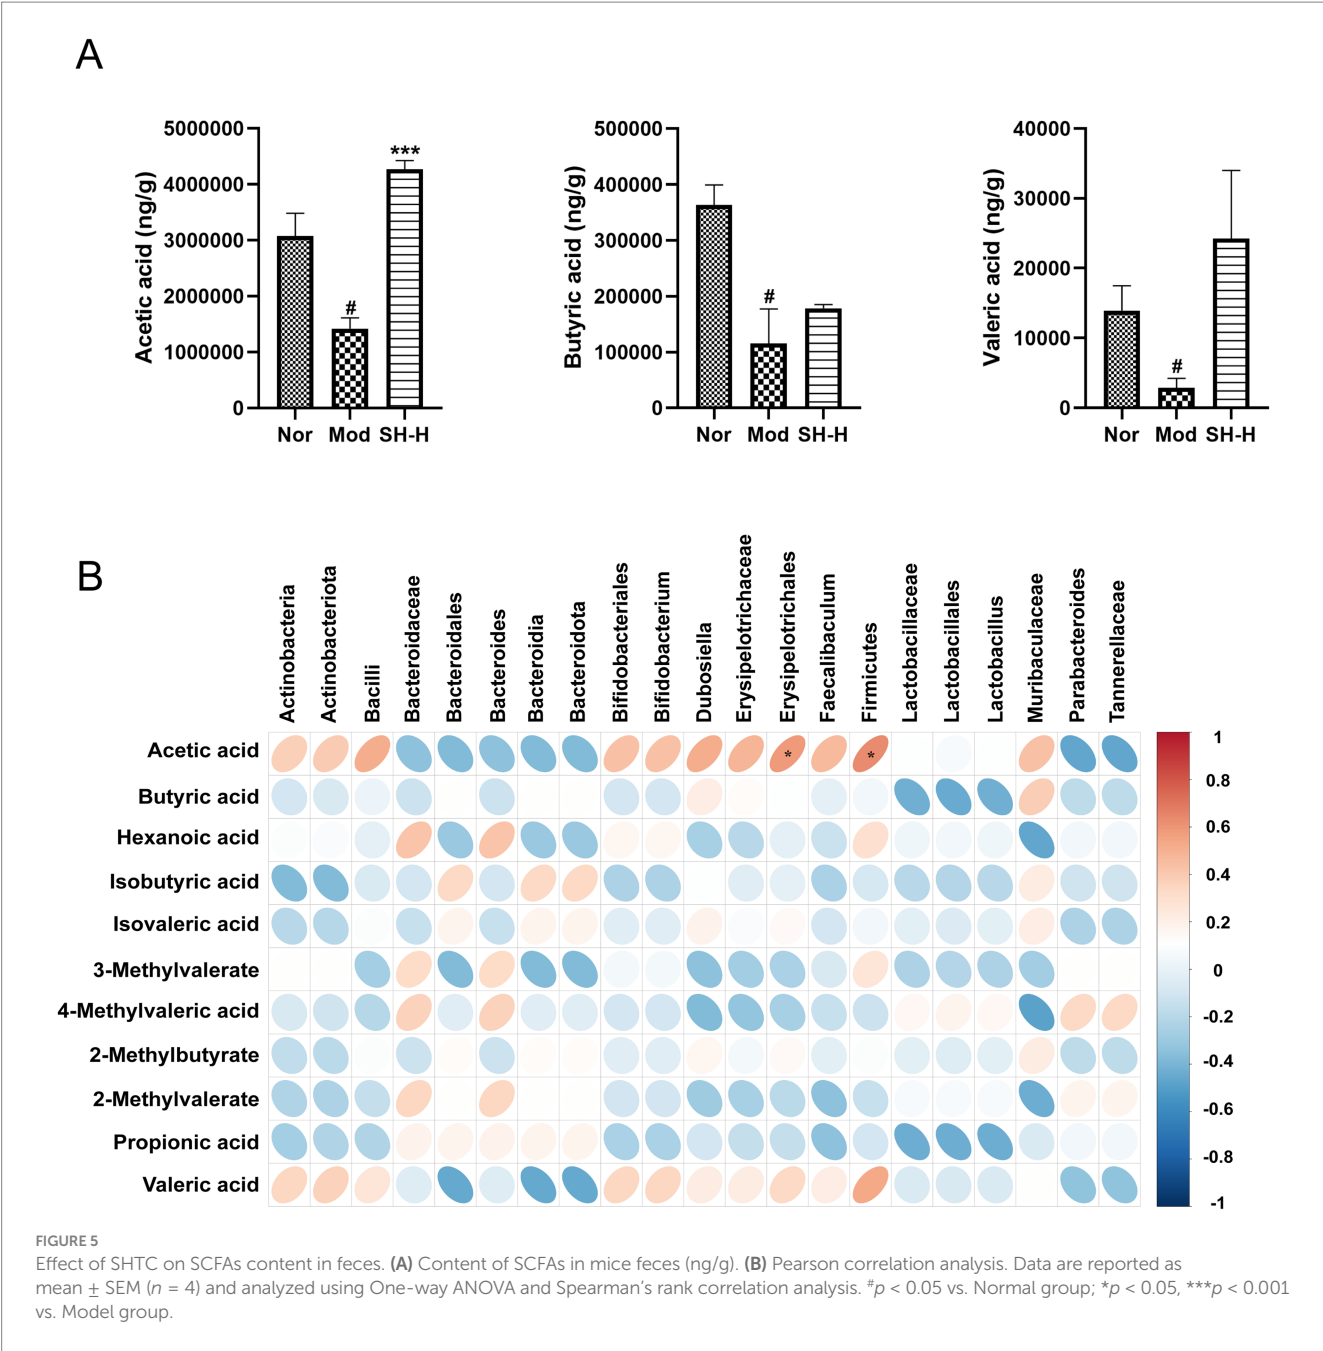 A
5000000
4000000
3000000
2000000
1000000
0
Acetic acid (ng/g)
#
***
Nor Mod SH-H
500000
400000
300000
200000
100000
0
Butyric acid (ng/g)
#
Nor Mod SH-H
40000
30000
20000
10000
0
Valeric acid (ng/g)
#
Nor Mod SH-H
B
Actinobacteria
Actinobacteriota
Bacilli
Bacteroidaceae
Bacteroidales
Bacteroides
Bacteroidia
Bacteroidota
Bifidobacteriales
Bifidobacterium
Dubosiella
Erysipelotrichaceae
Erysipelotrichales
Faecalibaculum
Firmicutes
Lactobacillaceae
Lactobacillales
Lactobacillus
Muribaculaceae
Parabacteroides
Tannerellaceae
Acetic acid
* *
Butyric acid
Hexanoic acid
Isobutyric acid
Isovaleric acid
3-Methylvalerate
4-Methylvaleric acid
2-Methylbutyrate
2-Methylvalerate
Propionic acid
Valeric acid
1
0.8
0.6
0.4
0.2
0
-0.2
-0.4
-0.6
-0.8
-1
FIGURE 5
Effect of SHTC on SCFAs content in feces. (A) Content of SCFAs in mice feces (ng/g). (B) Pearson correlation analysis. Data are reported as
mean ± SEM (n = 4) and analyzed using One-way ANOVA and Spearman's rank correlation analysis. #p < 0.05 vs. Normal group; *p < 0.05, ***p < 0.001
vs. Model group.